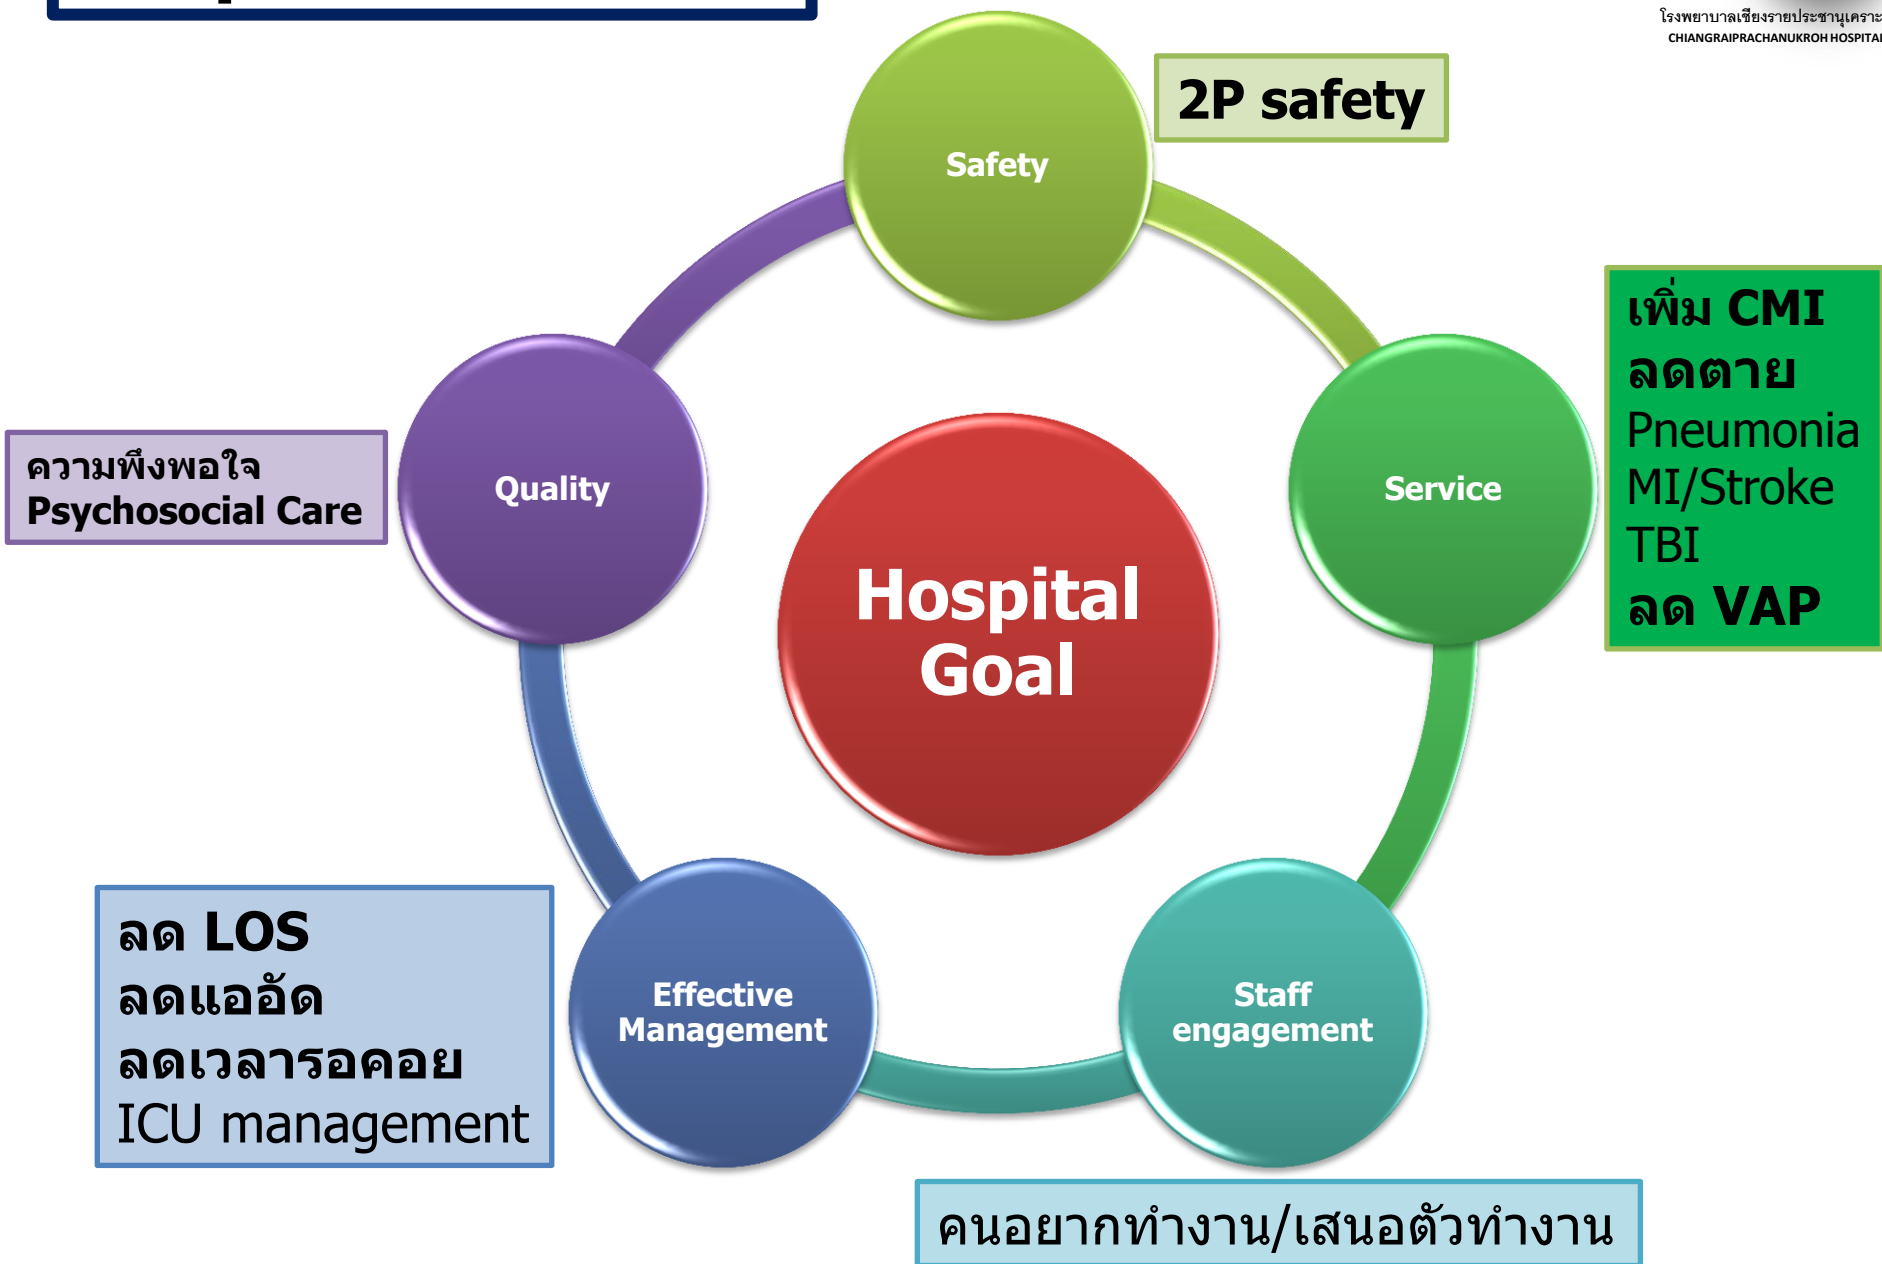 โรงพยาบาลเชียงรายประชานุเคราะ
CHIANGRAIPRACHANUKROH HOSPITAL
2P safety
Safety
เพิ่ม CMI
ลดตาย
Pneumonia
MI/Stroke
TBI
ลด VAP
Service
ความพึงพอใจ
Psychosocial Care
Quality
Hospital
Goal
ลด LOS
ลดแออัด
ลดเวลารอคอย
ICU management
Effective
Management
Staff
engagement
คนอยากทำงาน/เสนอตัวทำงาน